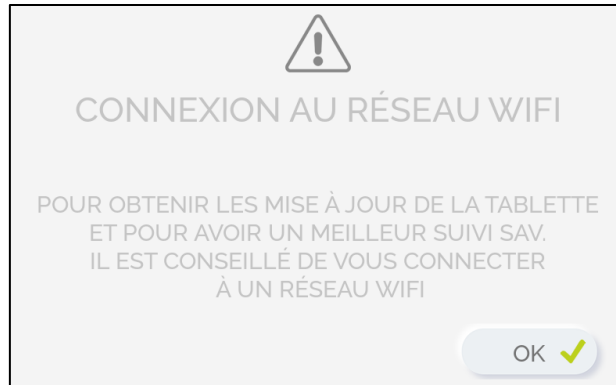 CONNEXION AU RÉSEAU WIFI
POUR OBTENIR LES MISE À JOUR DE LA TABLETTE
ET POUR AVOIR UN MEILLEUR SUIVI SAV.
IL EST CONSEILLÉ DE VOUS CONNECTER
À UN RÉSEAU WIFI
OK